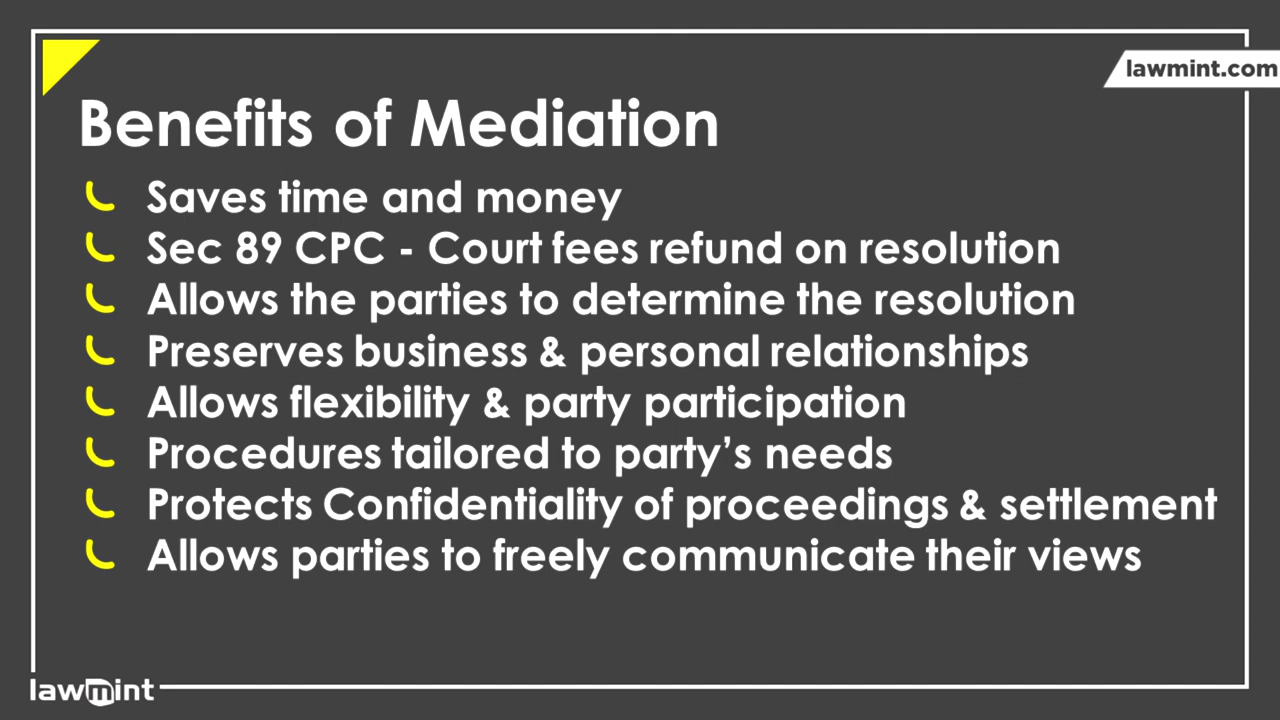 lawmint.com
Benefits of Mediation
Saves time and money
Sec 89 CPC - Court fees refund on resolution
Allows the parties to determine the resolution
Preserves business & personal relationships
Allows flexibility & party participation
Procedures tailored to party’s needs
Protects Confidentiality of proceedings & settlement
Allows parties to freely communicate their views
lawmint